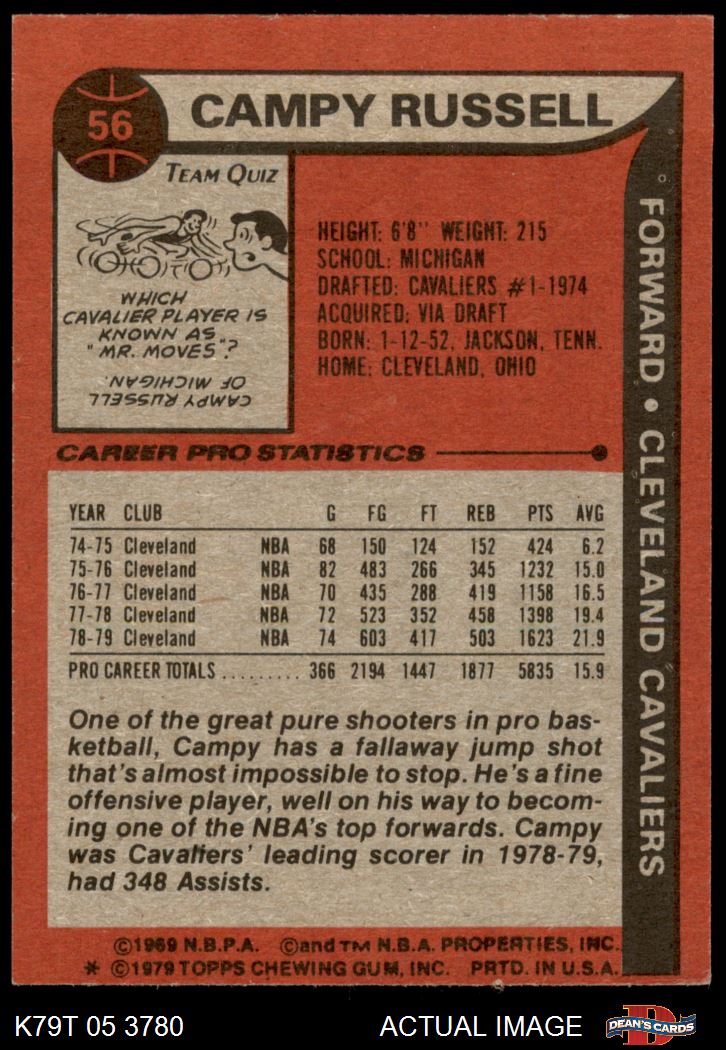 56
CAMPY RUSSELL
FORWARD • CLEVELAND CAVALIERS
TEAM QUIZ
WHICH
CAVALIER PLAYER IS
KNOWN AS
"MR. MOVES"?
CAMPY RUSSELL
OF MICHIGAN.
HEIGHT: 6'8" WEIGHT: 215
SCHOOL: MICHIGAN
DRAFTED: CAVALIERS #1-1974
ACQUIRED: VIA DRAFT
BORN: 1-12-52, JACKSON, TENN.
HOME: CLEVELAND, OHIO
CAREER PRO STATISTICS
YEAR CLUB G FG FT REB PTS AVG
74-75 Cleveland NBA 68 150 124 152 424 6.2
75-76 Cleveland NBA 82 483 266 345 1232 15.0
76-77 Cleveland NBA 70 435 288 419 1158 16.5
77-78 Cleveland NBA 72 523 352 458 1398 19.4
78-79 Cleveland NBA 74 603 417 503 1623 21.9
PRO CAREER TOTALS ......... 366 2194 1447 1877 5835 15.9
One of the great pure shooters in pro bas-
ketball, Campy has a fallaway jump shot
that's almost impossible to stop. He's a fine
offensive player, well on his way to becom-
ing one of the NBA's top forwards. Campy
was Cavaliers' leading scorer in 1978-79,
had 348 Assists.
©1969 N.B.P.A. ©and TM N.B.A. PROPERTIES, INC.
* ©1979 TOPPS CHEWING GUM, INC. PRTD. IN U.S.A.
K79T 05 3780 ACTUAL IMAGE D DEAN'S CARDS